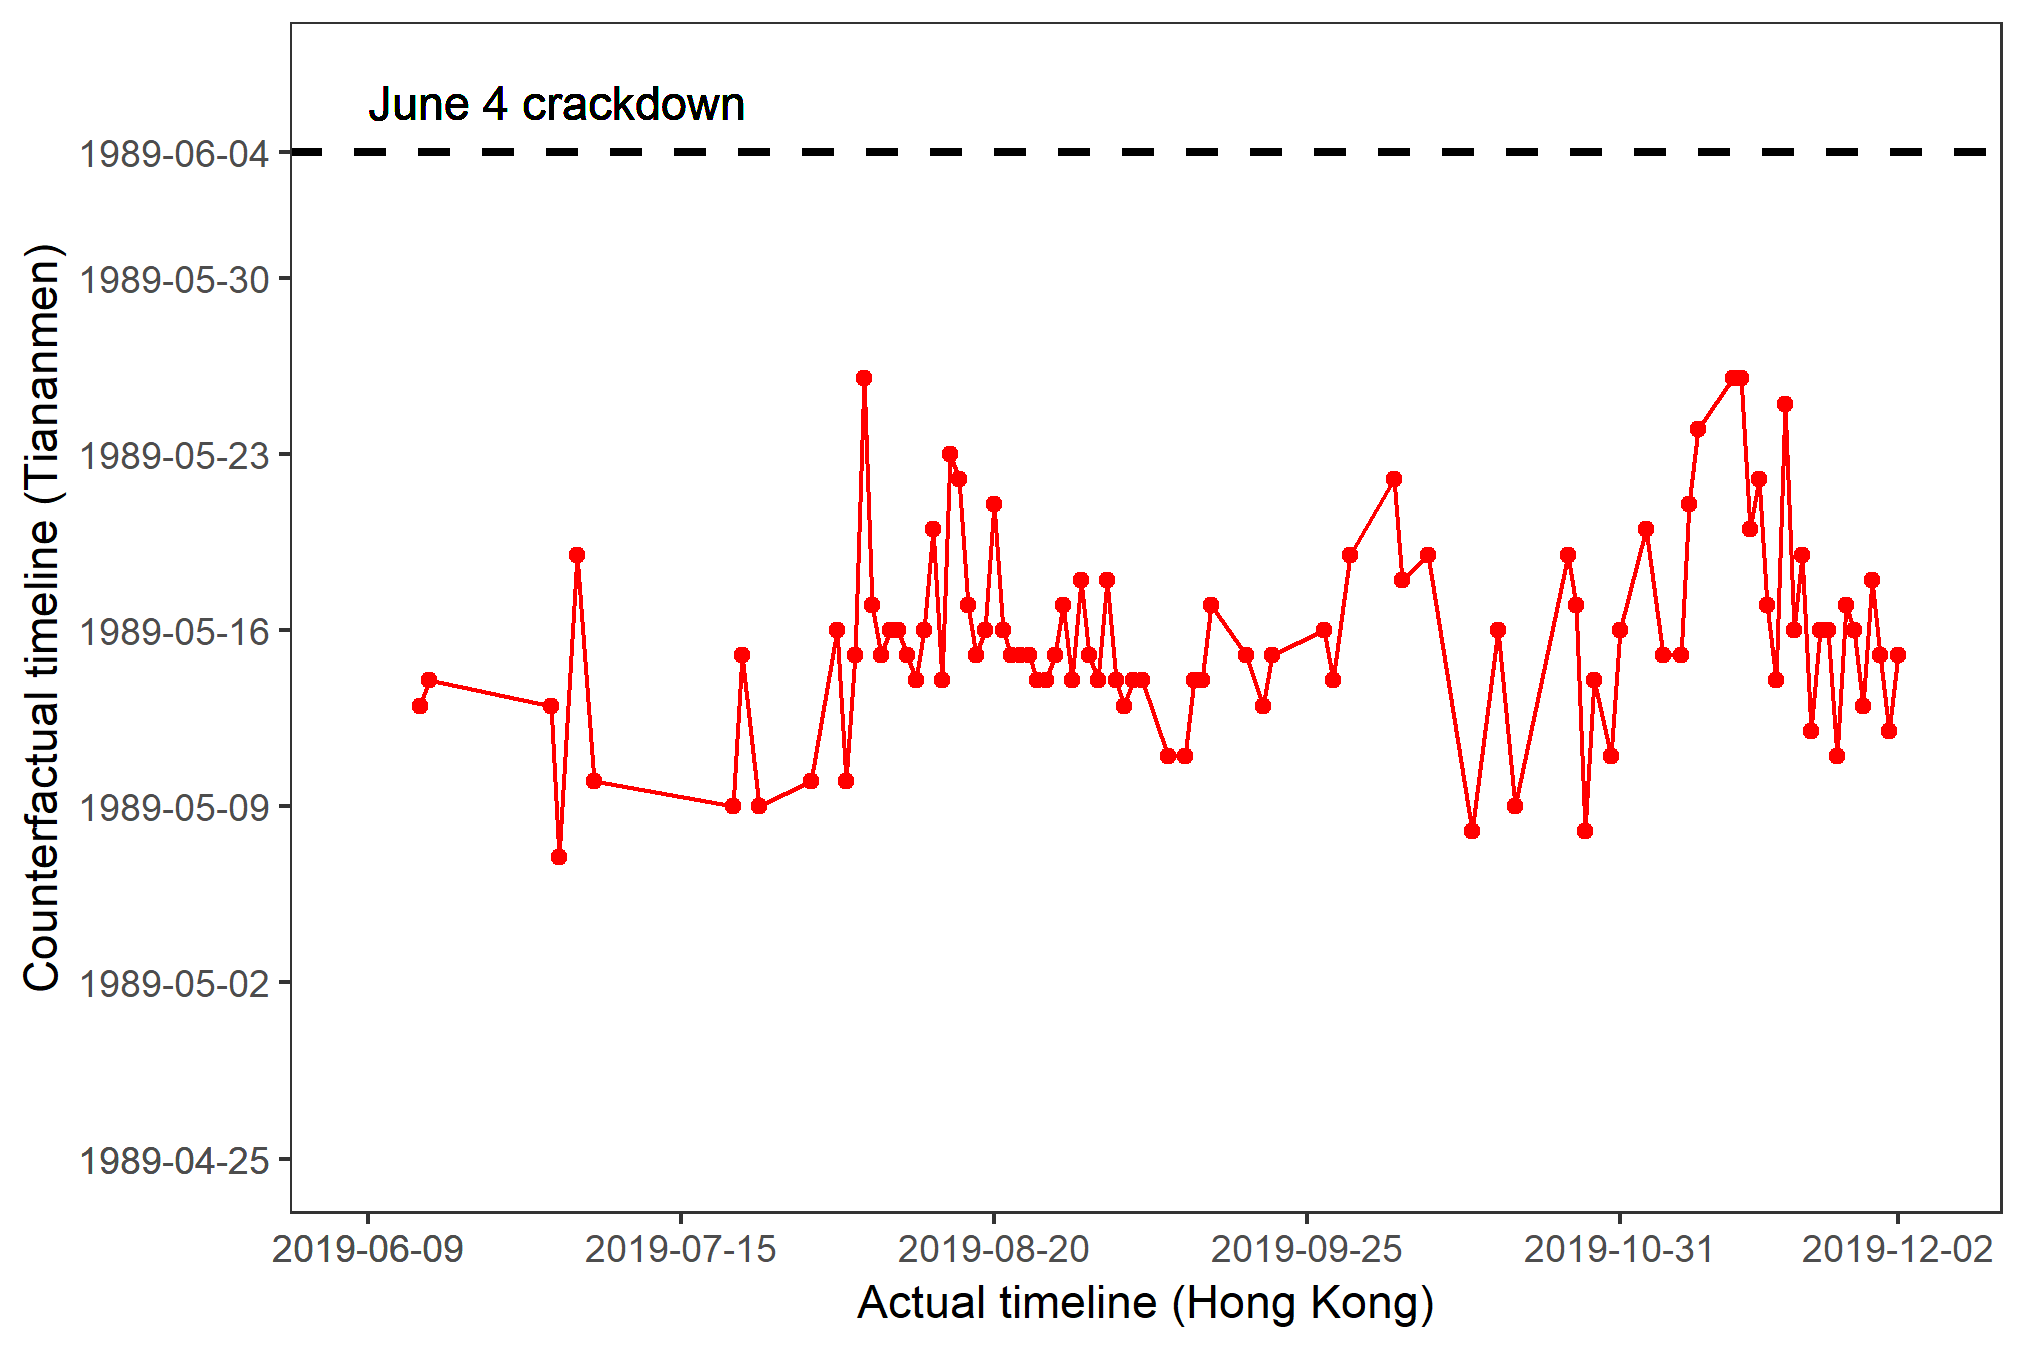 June 4 crackdown
1989-06-04
1989-05-30
1989-05-23
1989-05-16
1989-05-09
1989-05-02
1989-04-25
Counterfactual timeline (Tiananmen)
2019-06-09 2019-07-15 2019-08-20 2019-09-25 2019-10-31 2019-12-02
Actual timeline (Hong Kong)